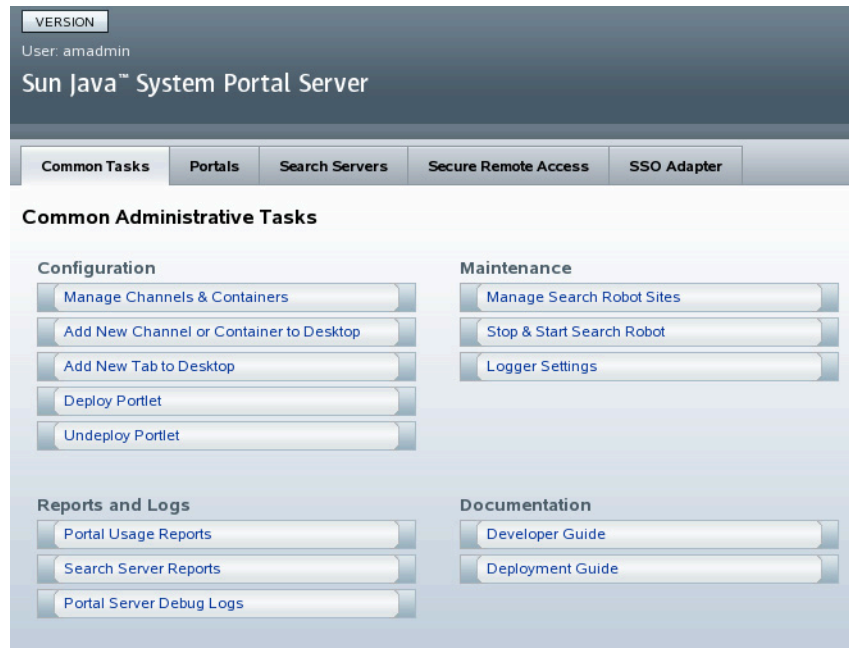 VERSION
User: amadmin
Sun Java™ System Portal Server
Common Tasks Portals Search Servers Secure Remote Access SSO Adapter
Common Administrative Tasks
Configuration
Manage Channels & Containers
Add New Channel or Container to Desktop
Add New Tab to Desktop
Deploy Portlet
Undeploy Portlet
Maintenance
Manage Search Robot Sites
Stop & Start Search Robot
Logger Settings
Reports and Logs
Portal Usage Reports
Search Server Reports
Portal Server Debug Logs
Documentation
Developer Guide
Deployment Guide